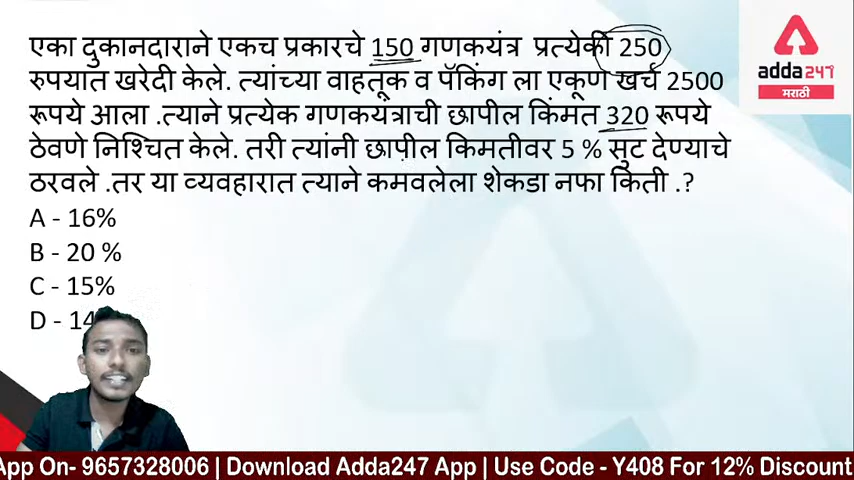 एका दुकानदाराने एकच प्रकारचे 150 गणकयंत्र प्रत्येकी 250
रुपयात खरेदी केले. त्यांच्या वाहतूक व पॅकिंग ला एकूण खर्च 2500
रूपये आला .त्याने प्रत्येक गणकयंत्राची छापील किंमत 320 रूपये
ठेवणे निश्चित केले. तरी त्यांनी छापील किमतीवर 5 % सुट देण्याचे
ठरवले .तर या व्यवहारात त्याने कमवलेला शेकडा नफा किती .?
A - 16%
B - 20 %
C - 15%
D - 14
adda247
मराठी
App On- 9657328006 | Download Adda247 App | Use Code - Y408 For 12% Discount